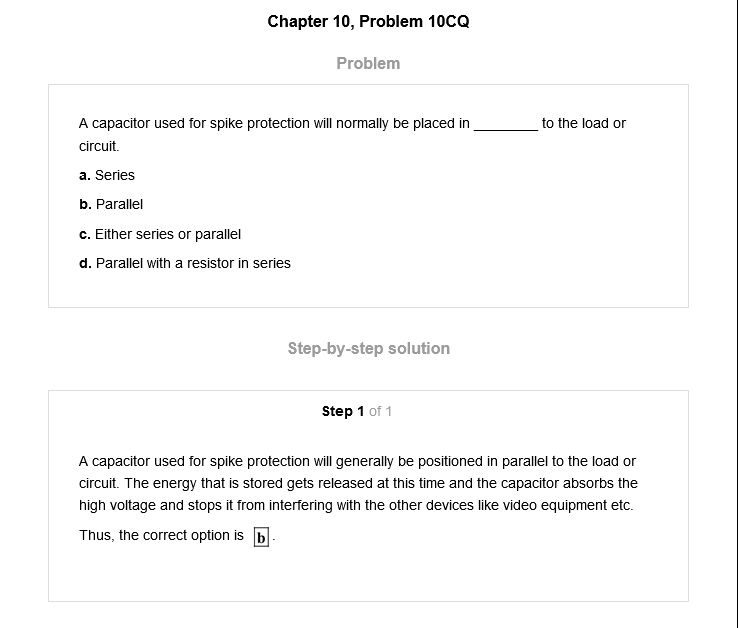 Chapter 10, Problem 10CQ
Problem
A capacitor used for spike protection will normally be placed in ________ to the load or
circuit.
a. Series
b. Parallel
c. Either series or parallel
d. Parallel with a resistor in series
Step-by-step solution
Step 1 of 1
A capacitor used for spike protection will generally be positioned in parallel to the load or
circuit. The energy that is stored gets released at this time and the capacitor absorbs the
high voltage and stops it from interfering with the other devices like video equipment etc.
Thus, the correct option is b.